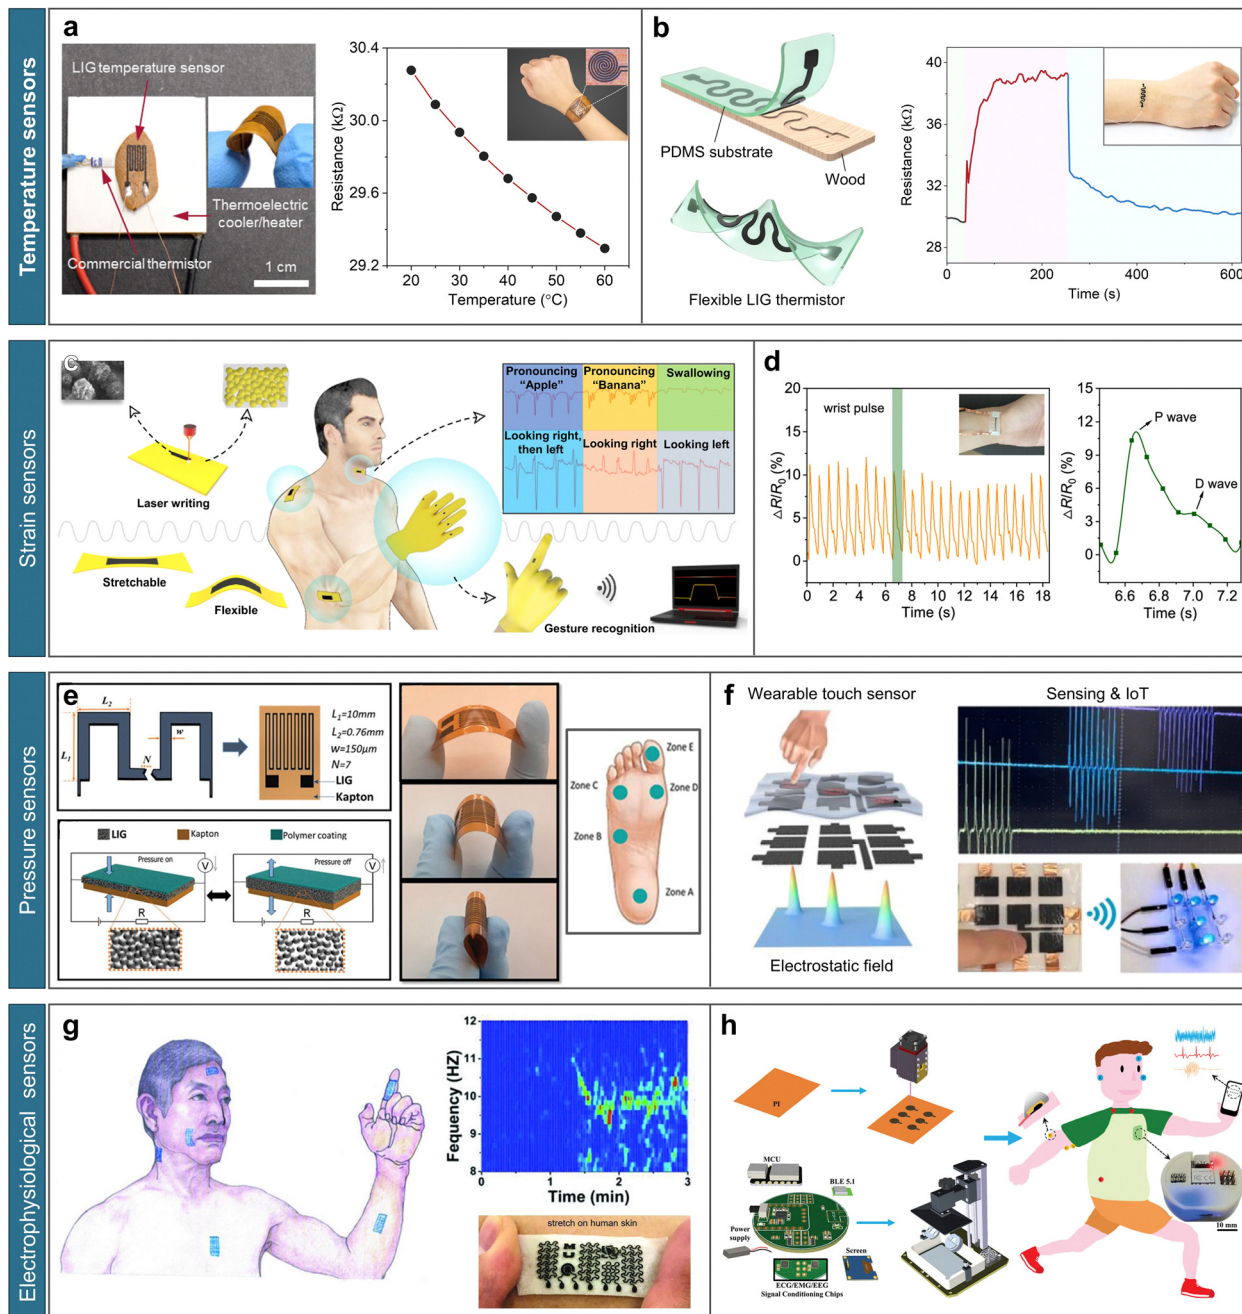 Temperature sensors
a
LIG temperature sensor
Thermoelectric
cooler/heater
Commercial thermistor
1 cm
30.4
30.0
29.6
29.2
Resistance (kΩ)
20 25 30 35 40 45 50 55 60
Temperature (°C)
b
PDMS substrate
Wood
Flexible LIG thermistor
40
36
32
28
Resistance (kΩ)
0 200 400 600
Time (s)
Strain sensors
c
Laser writing
Stretchable
Flexible
Pronouncing
"Apple"
Pronouncing
"Banana"
Swallowing
Looking right,
then left
Looking right
Looking left
Gesture recognition
d
20
15
10
5
0
ΔR/R0 (%)
wrist pulse
0 2 4 6 8 10 12 14 16 18
Time (s)
15
12
9
6
3
0
ΔR/R0 (%)
P wave
D wave
6.6 6.8 7.0 7.2
Time (s)
Pressure sensors
e
L2
L1
w
N
L1=10mm
L2=0.76mm
w=150µm
N=7
LIG
Kapton
LIG
Kapton
Polymer coating
Pressure on
V
R
Pressure off
V
R
Zone E
Zone C
Zone D
Zone B
Zone A
f
Wearable touch sensor
Electrostatic field
Sensing & IoT
Electrophysiological sensors
g
12
11
10
9
8
Fequency (HZ)
0 1 2 3
Time (min)
stretch on human skin
h
PI
MCU
BLE 5.1
Power
supply
Screen
ECG/EMG/EEG
Signal Conditioning Chips
10 mm